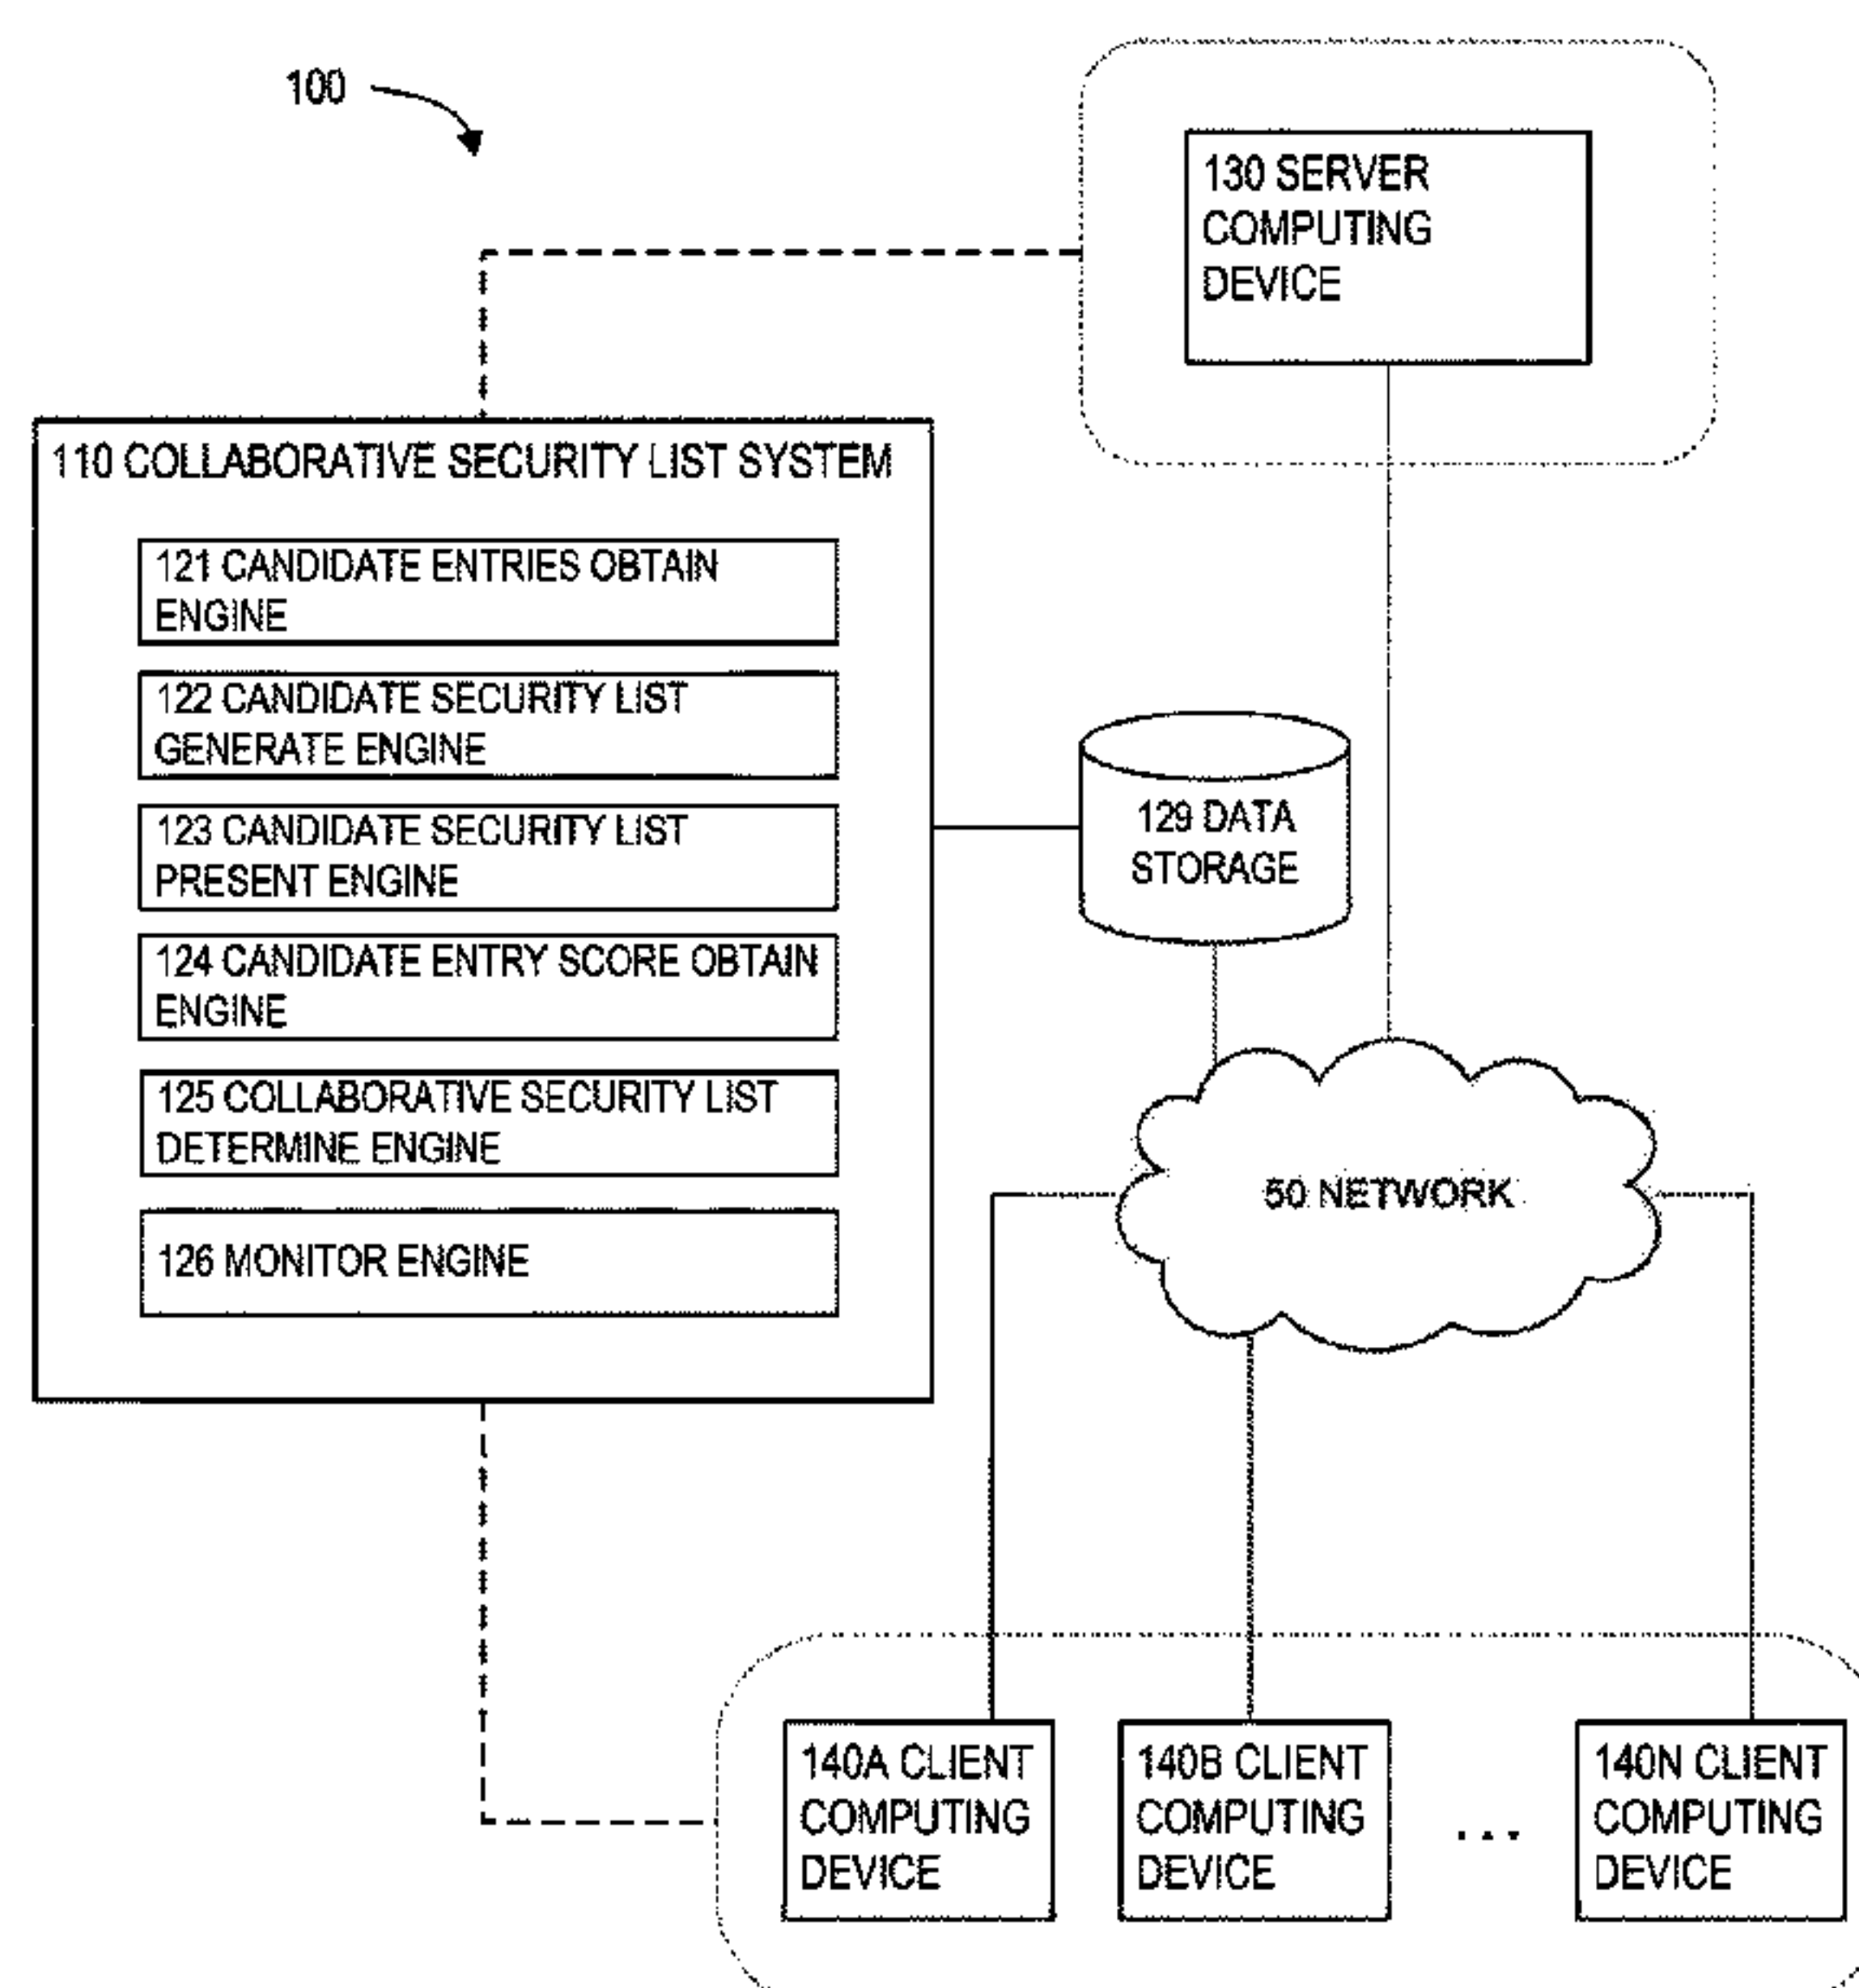 100
130 SERVER
COMPUTING
DEVICE
110 COLLABORATIVE SECURITY LIST SYSTEM
121 CANDIDATE ENTRIES OBTAIN
ENGINE
122 CANDIDATE SECURITY LIST
GENERATE ENGINE
123 CANDIDATE SECURITY LIST
PRESENT ENGINE
124 CANDIDATE ENTRY SCORE OBTAIN
ENGINE
125 COLLABORATIVE SECURITY LIST
DETERMINE ENGINE
126 MONITOR ENGINE
129 DATA
STORAGE
50 NETWORK
140A CLIENT
COMPUTING
DEVICE
140B CLIENT
COMPUTING
DEVICE
...
140N CLIENT
COMPUTING
DEVICE